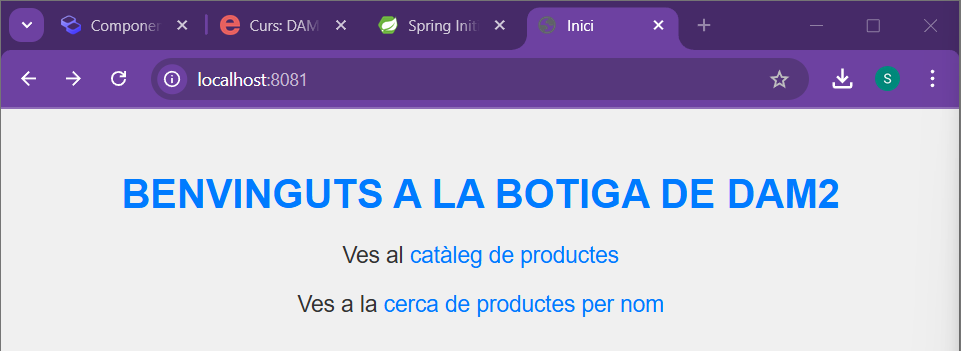 Componen
Curs: DAM
Spring Init
Inici
localhost:8081
S
BENVINGUTS A LA BOTIGA DE DAM2
Ves al catàleg de productes
Ves a la cerca de productes per nom